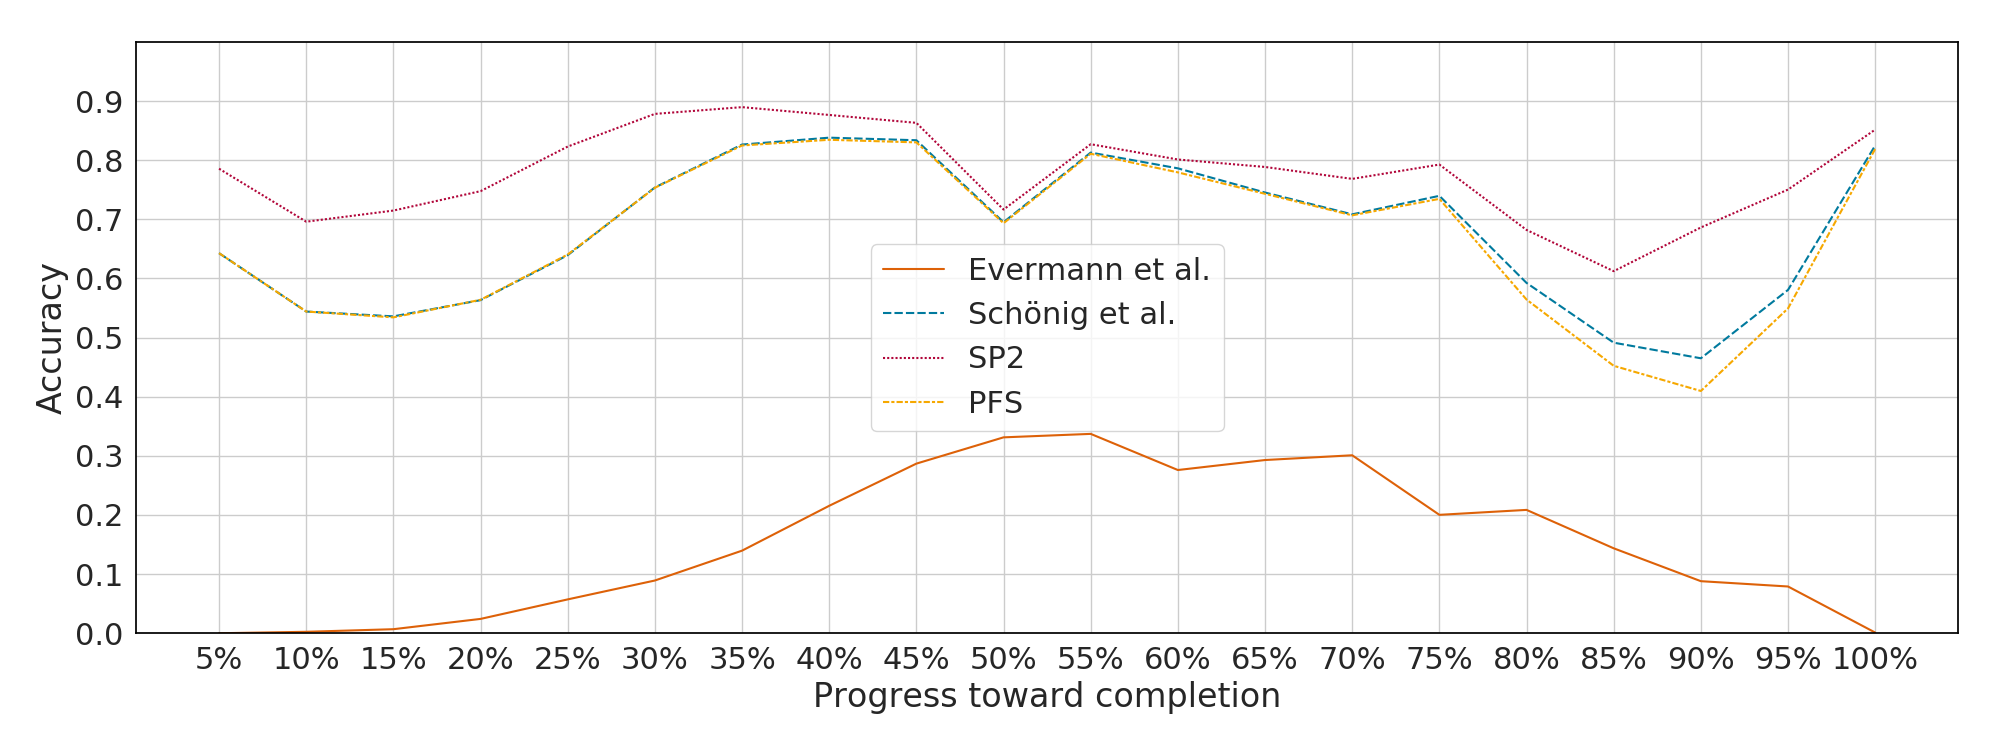 Accuracy
0.9
0.8
0.7
0.6
0.5
0.4
0.3
0.2
0.1
0.0
Evermann et al.
Schönig et al.
SP2
PFS
5% 10% 15% 20% 25% 30% 35% 40% 45% 50% 55% 60% 65% 70% 75% 80% 85% 90% 95% 100%
Progress toward completion